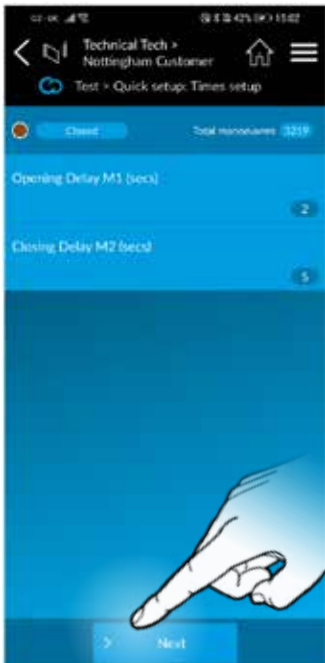 Technical Tech >
Nottingham Customer
Test > Quick setup: Times setup
Closed
Total manoeuvres 3219
Opening Delay M1 (secs)
2
Closing Delay M2 (secs)
5
> Next